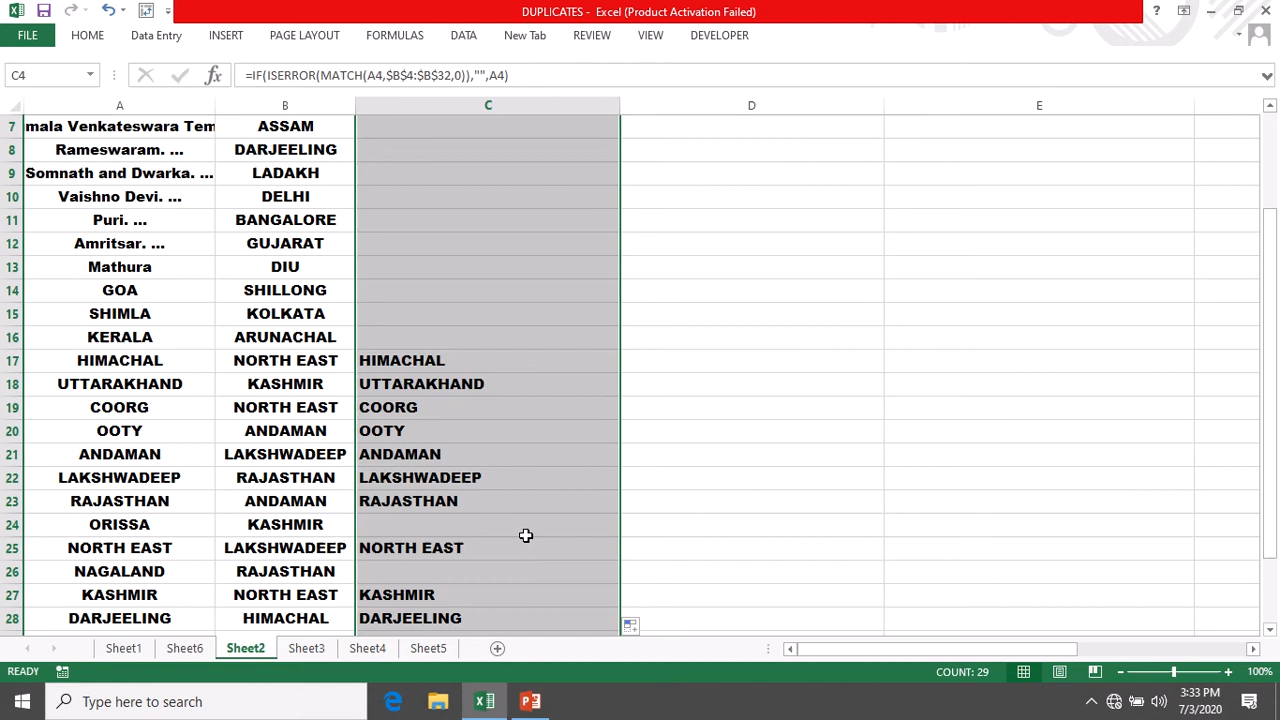 DUPLICATES - Excel (Product Activation Failed)
FILE HOME Data Entry INSERT PAGE LAYOUT FORMULAS DATA New Tab REVIEW VIEW DEVELOPER
C4 fx =IF(ISERROR(MATCH(A4,$B$4:$B$32,0)),"",A4)
A B C D E
7 mala Venkateswara Tem ASSAM
8 Rameswaram. ... DARJEELING
9 Somnath and Dwarka. ... LADAKH
10 Vaishno Devi. ... DELHI
11 Puri. ... BANGALORE
12 Amritsar. ... GUJARAT
13 Mathura DIU
14 GOA SHILLONG
15 SHIMLA KOLKATA
16 KERALA ARUNACHAL
17 HIMACHAL NORTH EAST HIMACHAL
18 UTTARAKHAND KASHMIR UTTARAKHAND
19 COORG NORTH EAST COORG
20 OOTY ANDAMAN OOTY
21 ANDAMAN LAKSHWADEEP ANDAMAN
22 LAKSHWADEEP RAJASTHAN LAKSHWADEEP
23 RAJASTHAN ANDAMAN RAJASTHAN
24 ORISSA KASHMIR
25 NORTH EAST LAKSHWADEEP NORTH EAST
26 NAGALAND RAJASTHAN
27 KASHMIR NORTH EAST KASHMIR
28 DARJEELING HIMACHAL DARJEELING
Sheet1 Sheet6 Sheet2 Sheet3 Sheet4 Sheet5
READY COUNT: 29 100%
Type here to search
3:33 PM
7/3/2020